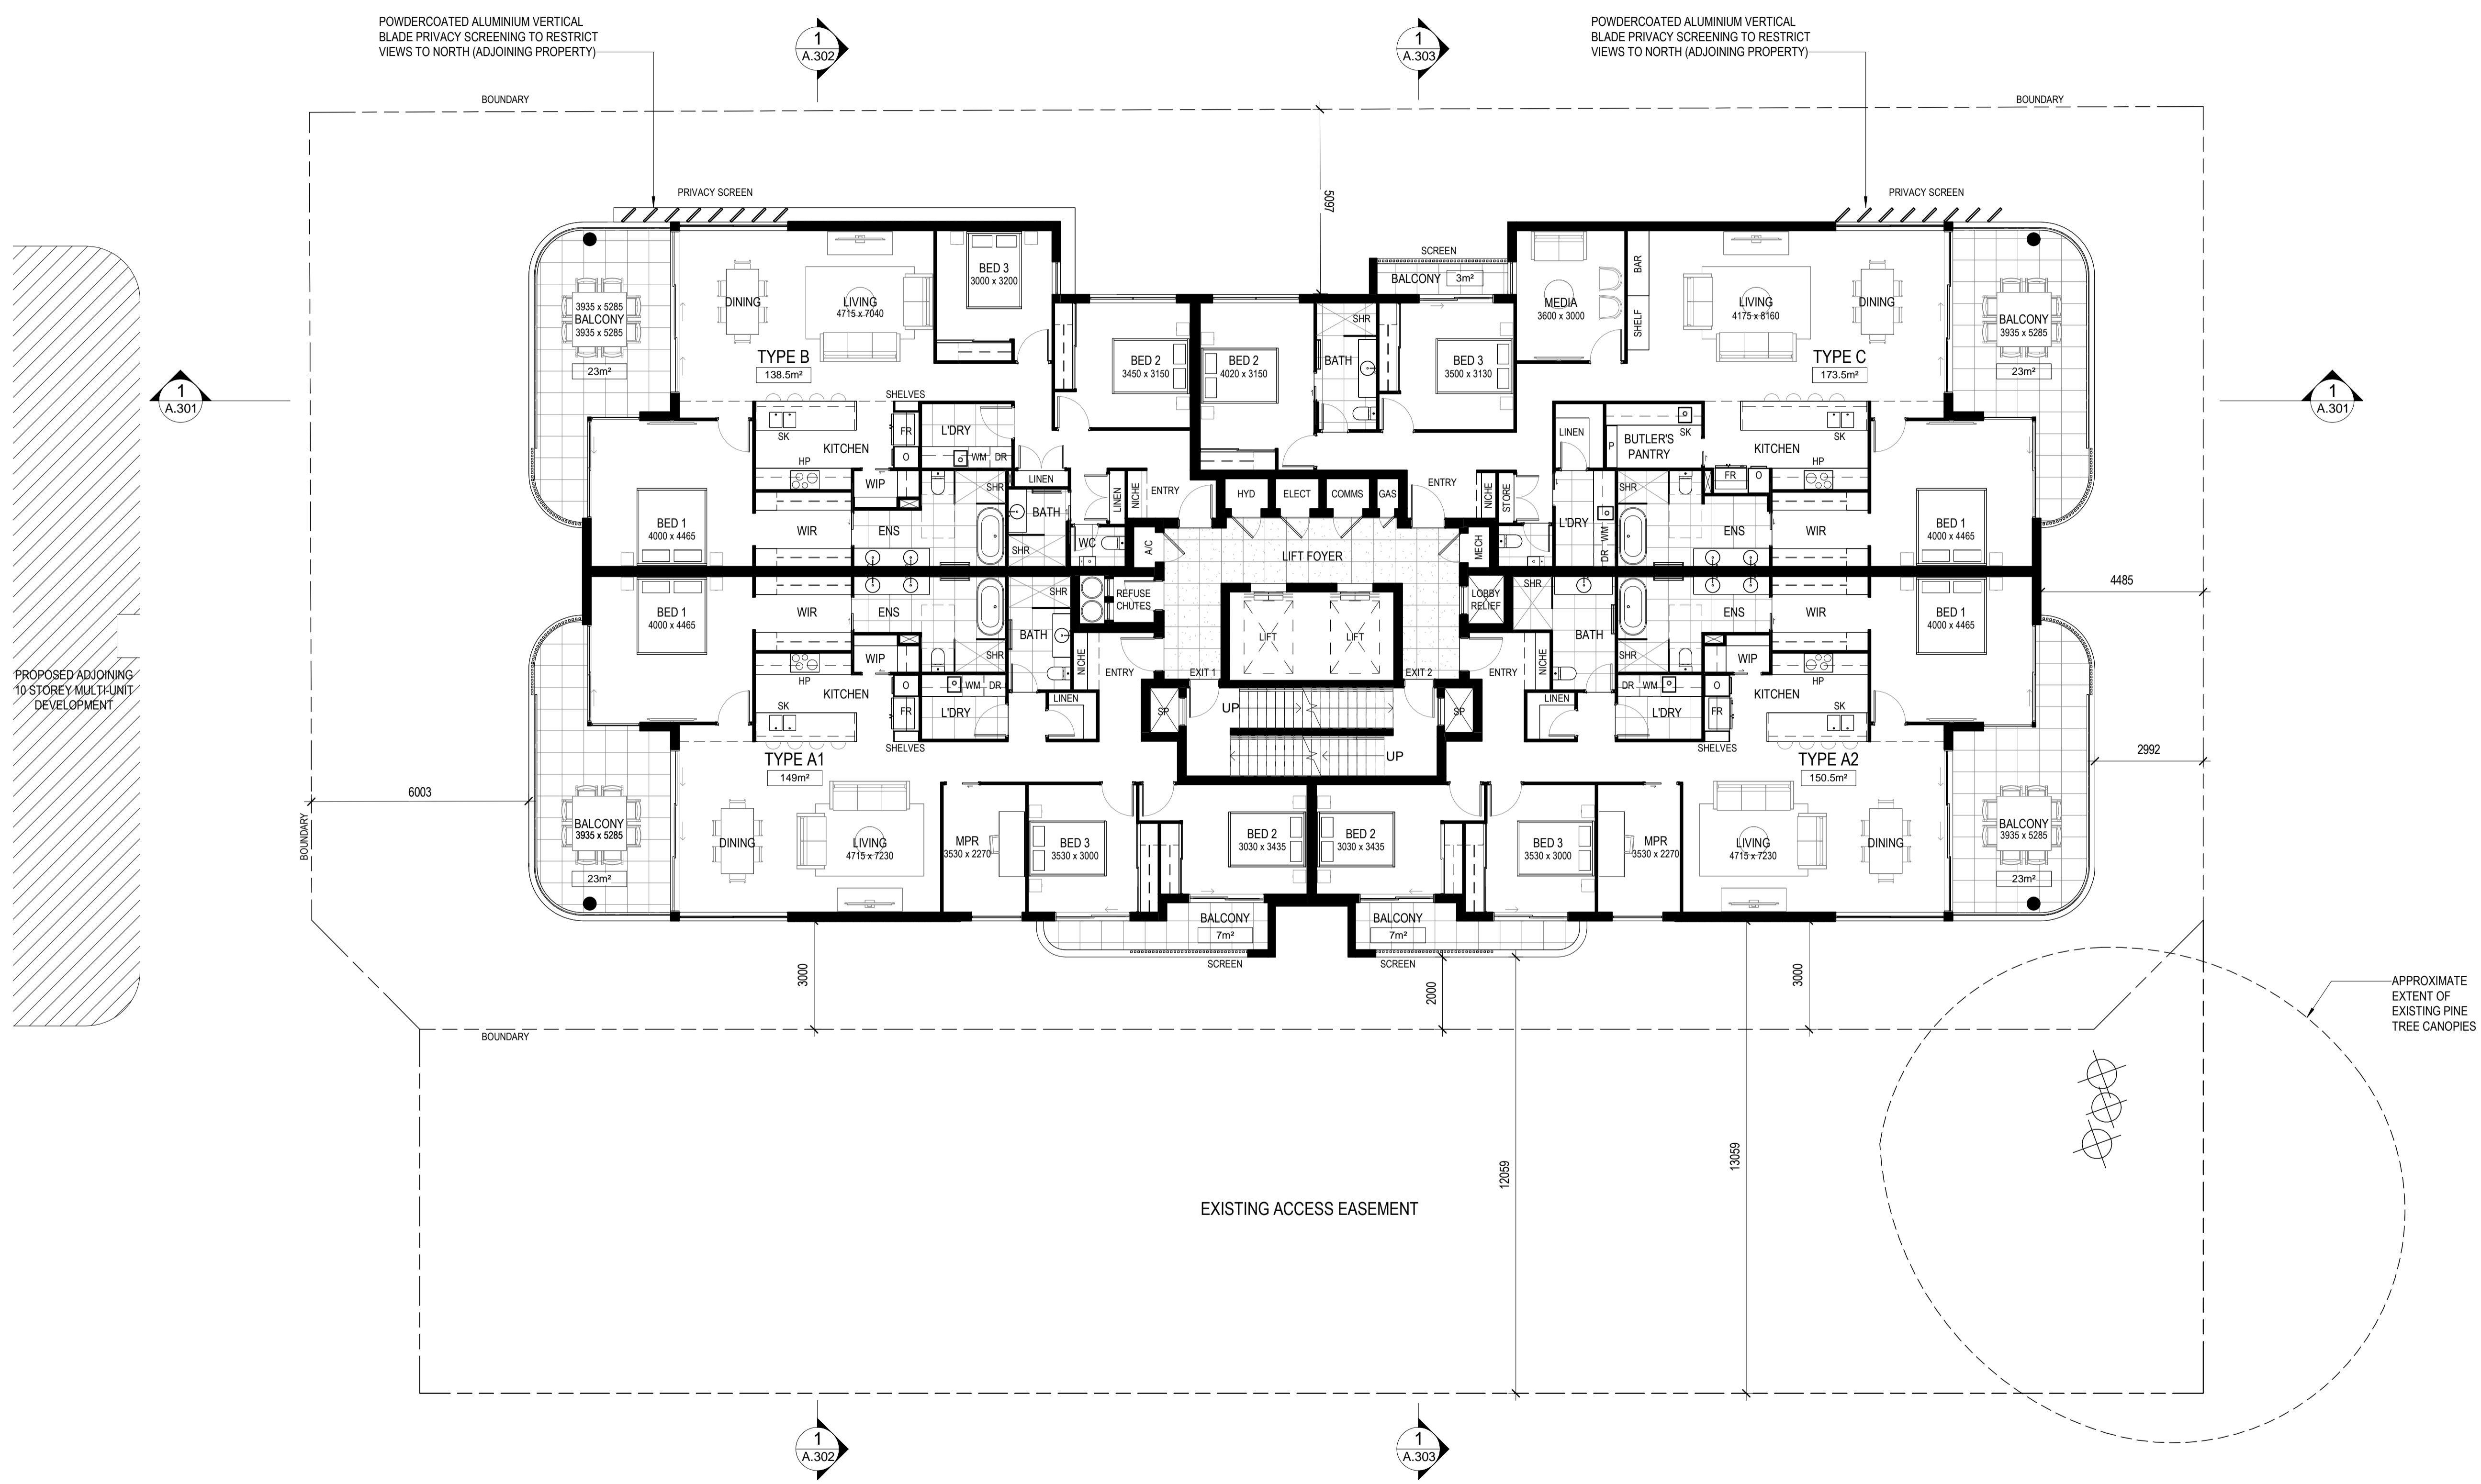 POWDERCOATED ALUMINIUM VERTICAL
BLADE PRIVACY SCREENING TO RESTRICT
VIEWS TO NORTH (ADJOINING PROPERTY)
1
A.302
1
A.303
POWDERCOATED ALUMINIUM VERTICAL
BLADE PRIVACY SCREENING TO RESTRICT
VIEWS TO NORTH (ADJOINING PROPERTY)
BOUNDARY
BOUNDARY
PRIVACY SCREEN
5097
PRIVACY SCREEN
1
A.301
3935 x 5285
BALCONY
3935 x 5285
23m²
DINING
LIVING
4715 x 7040
BED 3
3000 x 3200
TYPE B
138.5m²
BED 2
3450 x 3150
SHELVES
SK
KITCHEN
HP
FR
O
L'DRY
WM
DR
WIP
LINEN
SHR
BATH
SHR
WC
LINEN
NICHE
ENTRY
BED 1
4000 x 4465
WIR
ENS
BED 2
4020 x 3150
SHR
BATH
SCREEN
BALCONY
3m²
BED 3
3500 x 3130
MEDIA
3600 x 3000
BAR
SHELF
LIVING
4175 x 8160
DINING
TYPE C
173.5m²
BALCONY
3935 x 5285
23m²
1
A.301
LINEN
P
BUTLER'S
PANTRY
SK
SK
KITCHEN
HP
FR
O
ENTRY
NICHE
STORE
L'DRY
DR
WM
SHR
ENS
WIR
BED 1
4000 x 4465
HYD
ELECT
COMMS
GAS
A/C
LIFT FOYER
MECH
REFUSE
CHUTES
LOBBY
RELIEF
LIFT
LIFT
EXIT 1
EXIT 2
SP
UP
UP
SP
4485
BED 1
4000 x 4465
WIR
ENS
SHR
BATH
SHR
WIP
HP
KITCHEN
SK
O
FR
WM
DR
L'DRY
SHELVES
NICHE
ENTRY
LINEN
TYPE A1
149m²
PROPOSED ADJOINING
10 STOREY MULTI-UNIT
DEVELOPMENT
6003
BOUNDARY
BALCONY
3935 x 5285
23m²
DINING
LIVING
4715 x 7230
MPR
3530 x 2270
BED 3
3530 x 3000
BED 2
3030 x 3435
BALCONY
7m²
SCREEN
SHR
BATH
ENTRY
NICHE
LINEN
SHR
ENS
WIR
BED 1
4000 x 4465
WIP
HP
KITCHEN
SK
O
FR
DR
WM
L'DRY
SHELVES
TYPE A2
150.5m²
2992
BED 2
3030 x 3435
BED 3
3530 x 3000
MPR
3530 x 2270
LIVING
4715 x 7230
DINING
BALCONY
3935 x 5285
23m²
BALCONY
7m²
SCREEN
3000
2000
3000
BOUNDARY
APPROXIMATE
EXTENT OF
EXISTING PINE
TREE CANOPIES
12059
13059
EXISTING ACCESS EASEMENT
1
A.302
1
A.303